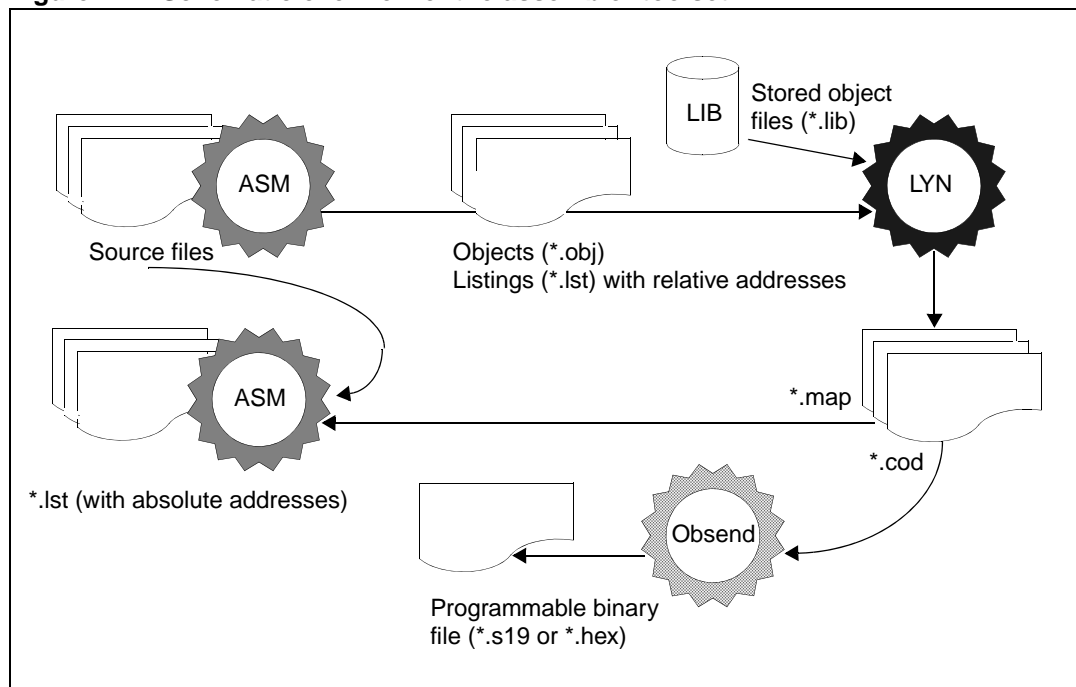 LIB
Stored object
files (*.lib)
ASM
LYN
Source files
Objects (*.obj)
Listings (*.lst) with relative addresses
ASM
*.map
*.cod
*.lst (with absolute addresses)
Obsend
Programmable binary
file (*.s19 or *.hex)